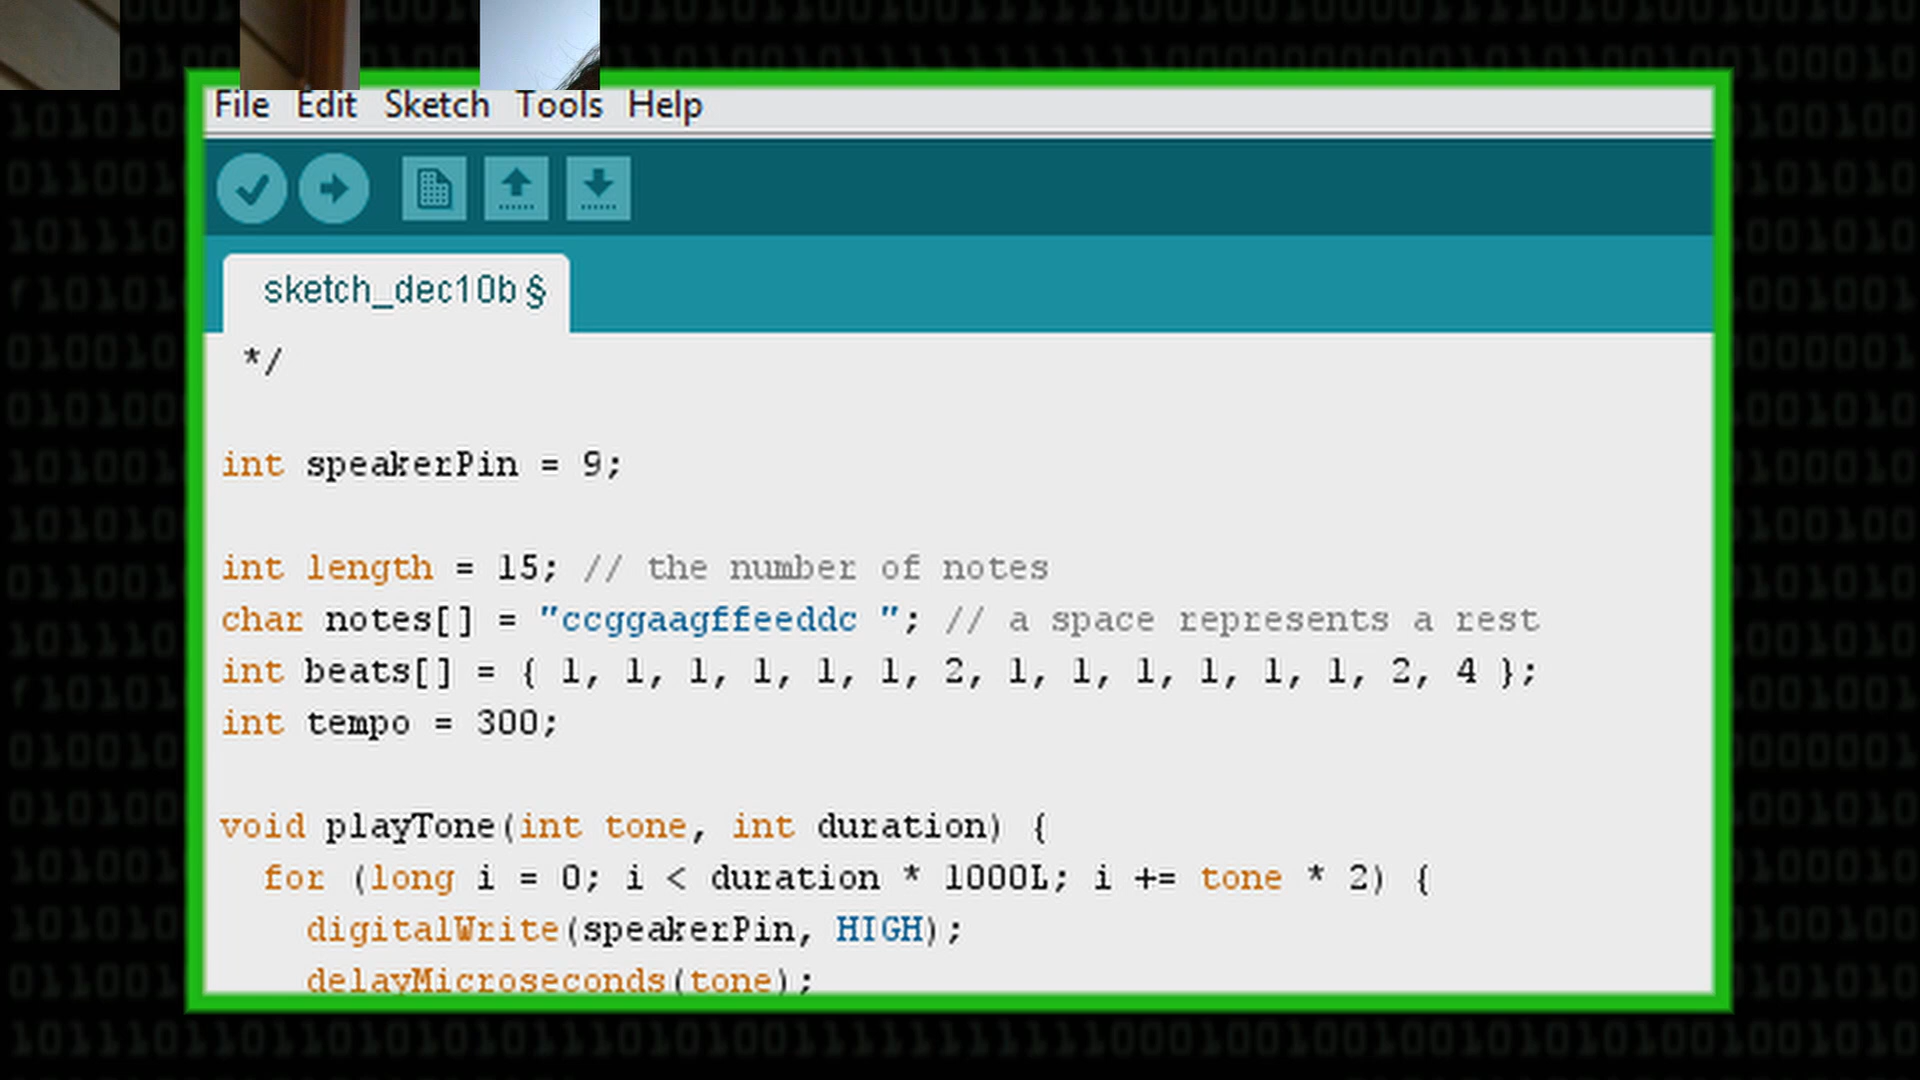 File Edit Sketch Tools Help
sketch_dec10b §
*/
int speakerPin = 9;
int length = 15; // the number of notes
char notes[] = "ccggaagffeeddc "; // a space represents a rest
int beats[] = { 1, 1, 1, 1, 1, 1, 2, 1, 1, 1, 1, 1, 1, 2, 4 };
int tempo = 300;
void playTone(int tone, int duration) {
for (long i = 0; i < duration * 1000L; i += tone * 2) {
digitalWrite(speakerPin, HIGH);
delayMicroseconds(tone);